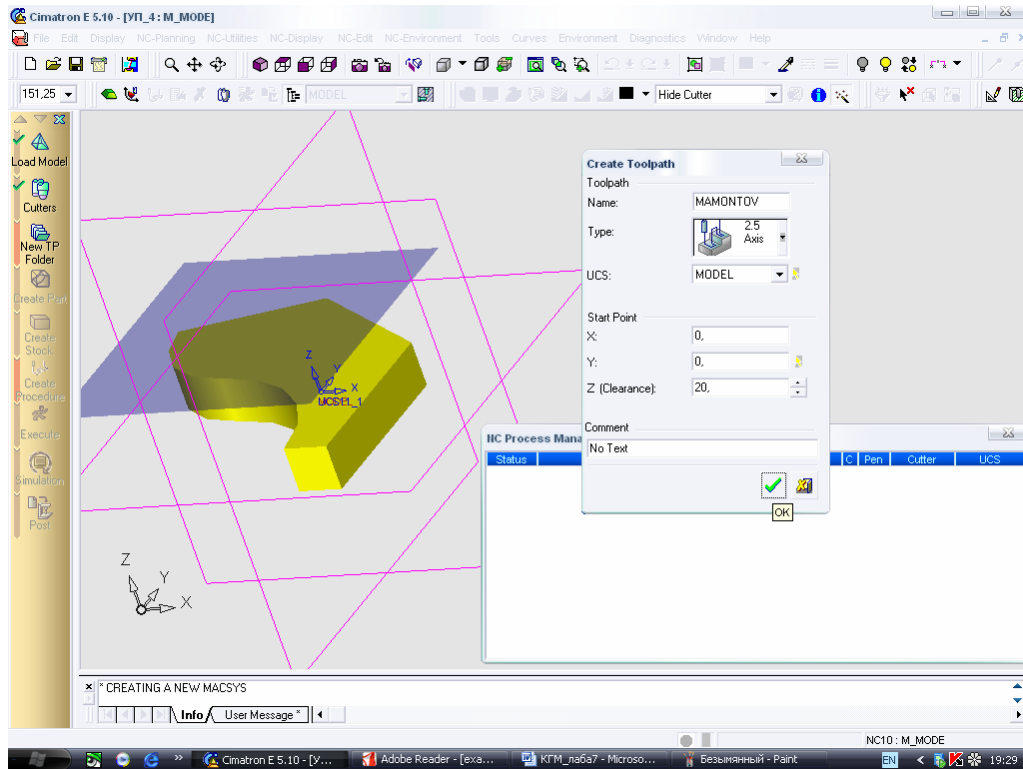 Cimatron E 5.10 - [УП_4 : M_MODE]
File Edit Display NC-Planning NC-Utilities NC-Display NC-Edit NC-Environment Tools Curves Environment Diagnostics Window Help
151,25
MODEL
Hide Cutter
Load Model
Cutters
New TP
Folder
Create Part
Create
Stock
Create
Procedure
Execute
Simulation
Post
Z
Y
X
Z
Y
X
Create Toolpath
Toolpath
Name: MAMONTOV
Type: 2.5
Axis
UCS: MODEL
Start Point
X: 0,
Y: 0,
Z (Clearance): 20,
Comment
No Text
OK
NC Process Mana
Status C Pen Cutter UCS
* CREATING A NEW MACSYS
Info User Message *
NC10 : M_MODE
Cimatron E 5.10 - [У... Adobe Reader - [exa... КГМ_лаба7 - Microso... Безымянный - Paint EN 19:29